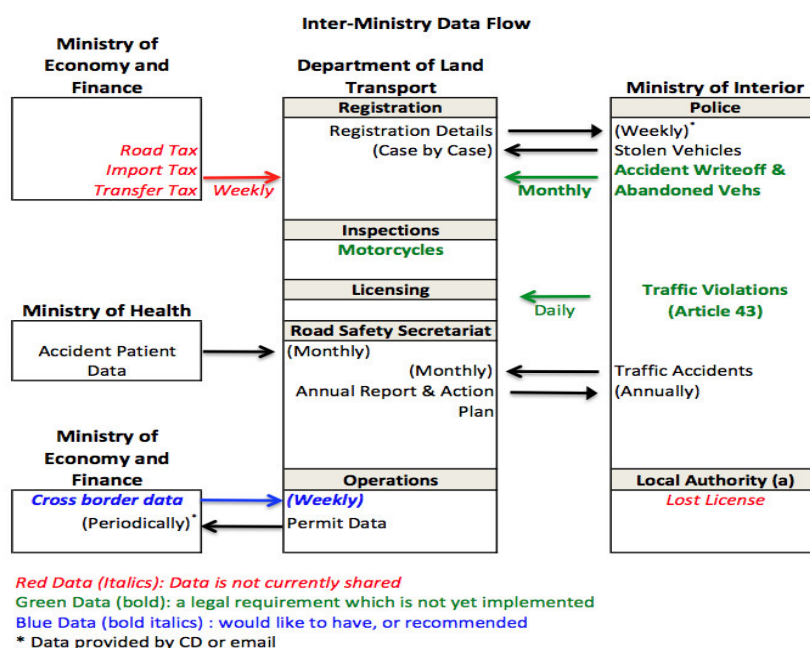 Inter-Ministry Data Flow
Ministry of
Economy and
Finance
Road Tax
Import Tax
Transfer Tax
Weekly
Department of Land
Transport
Registration
Registration Details
(Case by Case)
Ministry of Interior
Police
(Weekly)*
Stolen Vehicles
Monthly
Accident Writeoff &
Abandoned Vehs
Inspections
Motorcycles
Licensing
Daily
Traffic Violations
(Article 43)
Ministry of Health
Accident Patient
Data
Road Safety Secretariat
(Monthly)
(Monthly)
Traffic Accidents
Annual Report & Action
Plan
(Annually)
Ministry of
Economy and
Finance
Cross border data
(Periodically)*
Operations
(Weekly)
Permit Data
Local Authority (a)
Lost License
Red Data (Italics): Data is not currently shared
Green Data (bold): a legal requirement which is not yet implemented
Blue Data (bold italics) : would like to have, or recommended
* Data provided by CD or email